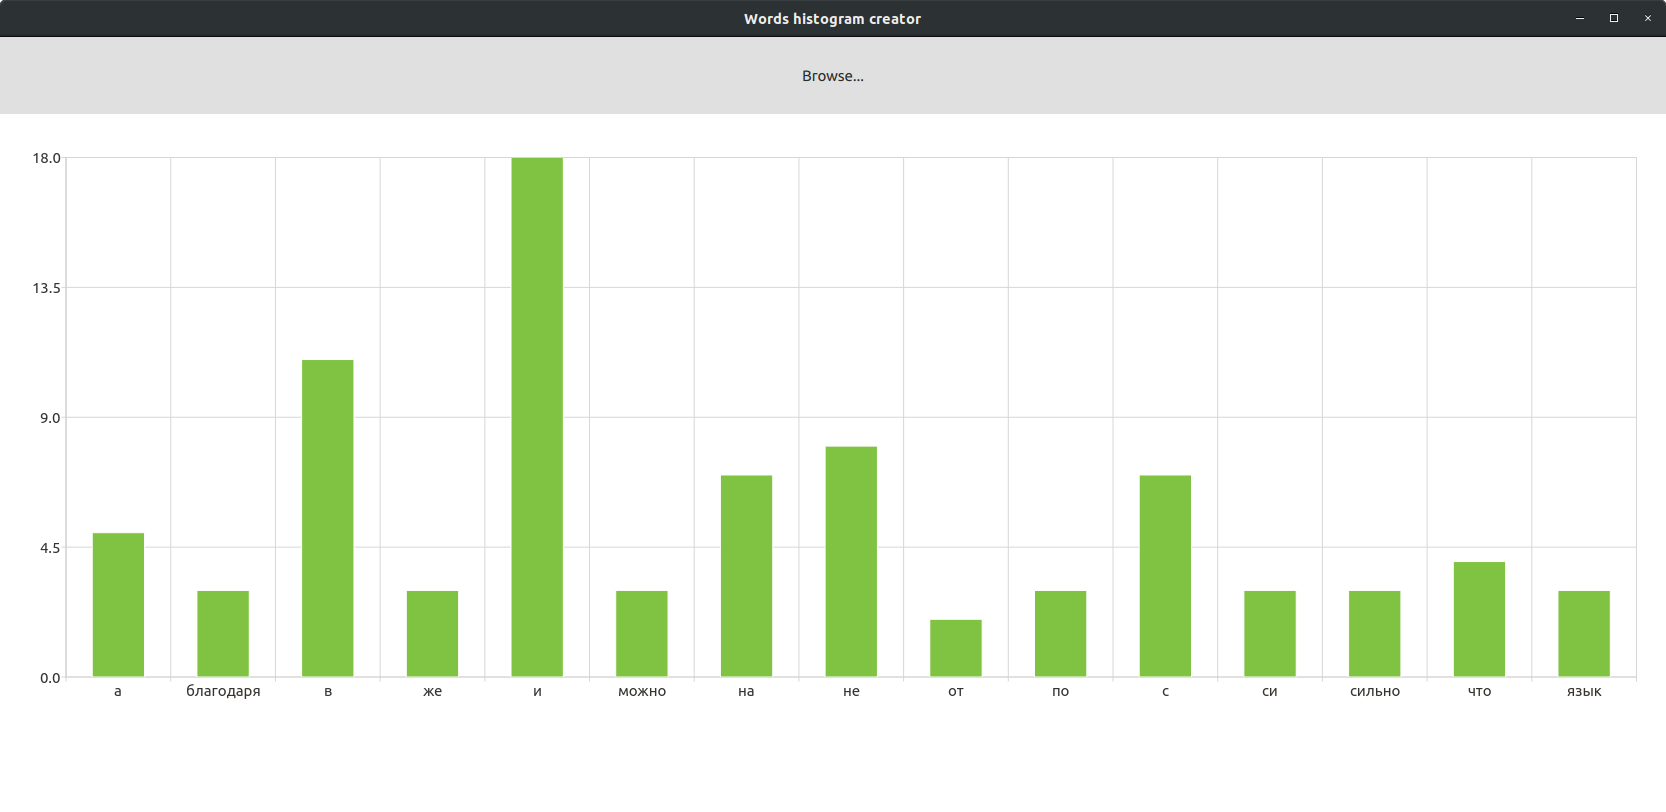 Words histogram creator
Browse...
18.0
13.5
9.0
4.5
0.0
а благодаря в же и можно на не от по с си сильно что язык